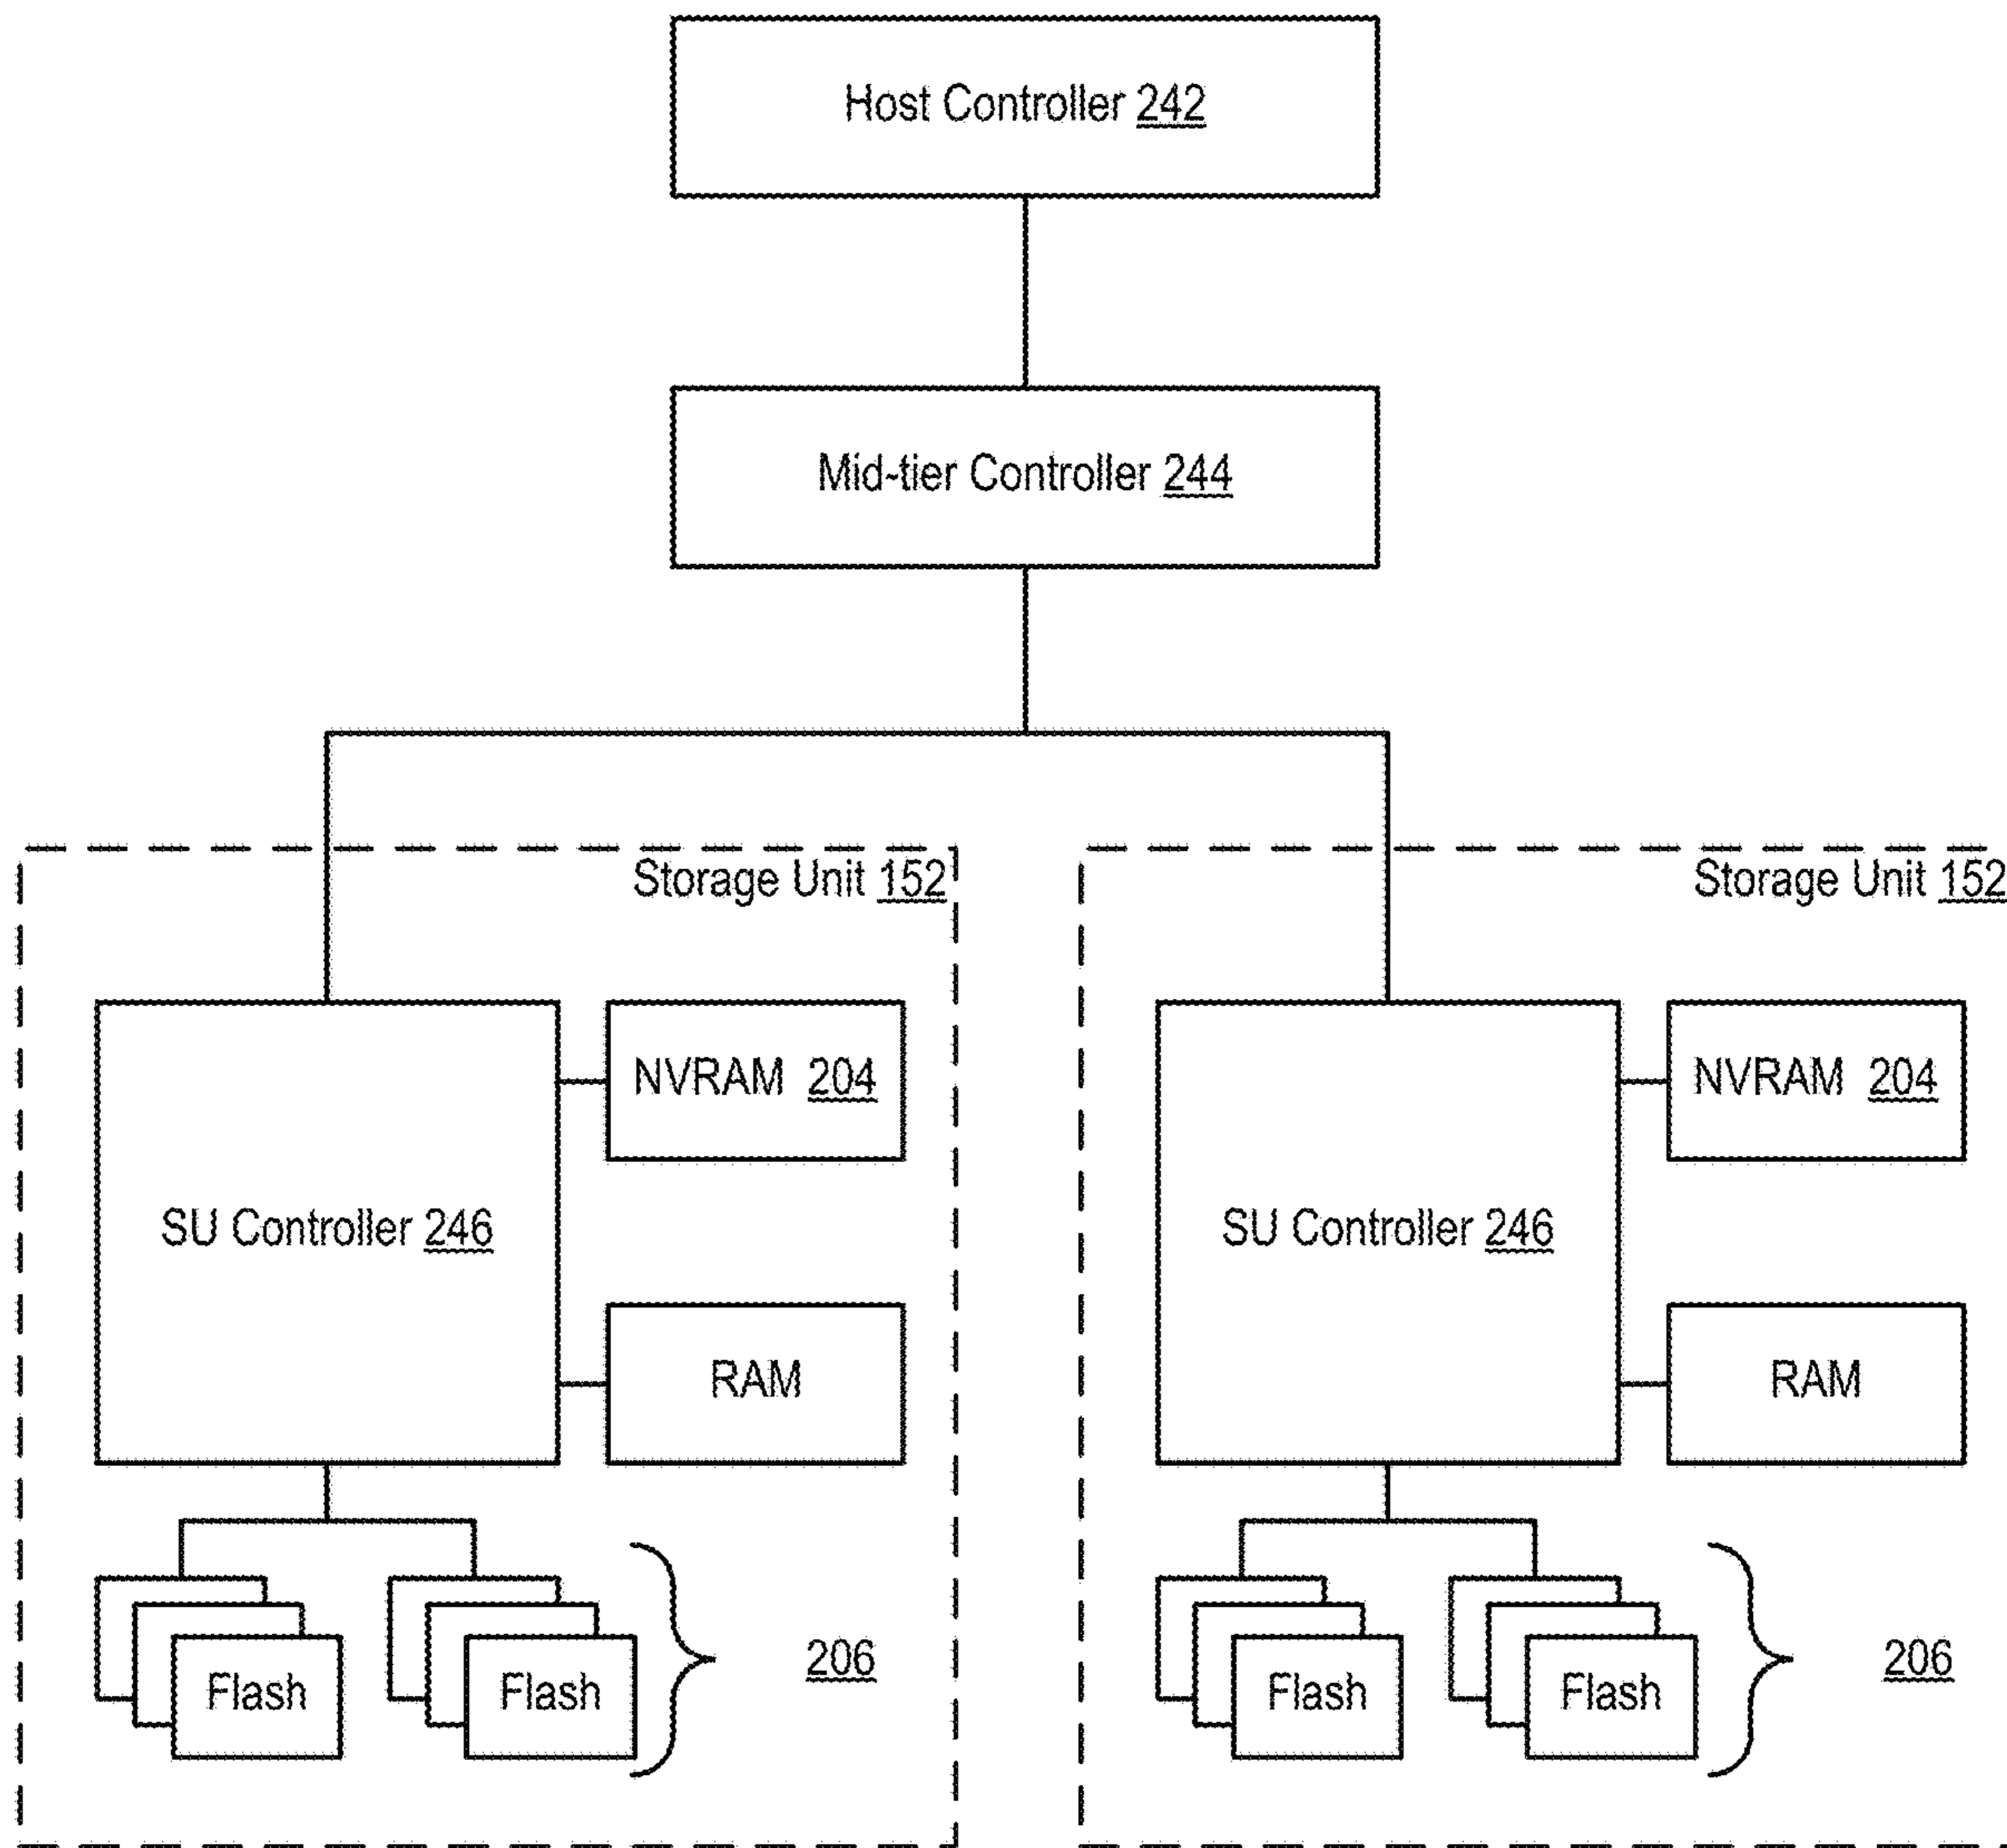 Host Controller 242
Mid-tier Controller 244
Storage Unit 152
NVRAM 204
SU Controller 246
RAM
Flash
Flash
206
Storage Unit 152
NVRAM 204
SU Controller 246
RAM
Flash
Flash
206